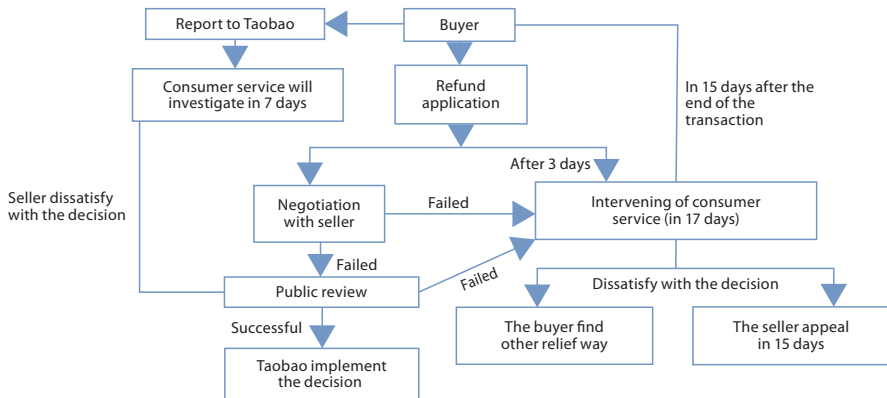 Report to Taobao
Buyer
Consumer service will
investigate in 7 days
Refund
application
In 15 days after the
end of the
transaction
After 3 days
Seller dissatisfy
with the decision
Negotiation
with seller
Failed
Intervening of consumer
service (in 17 days)
Failed
Public review
Failed
Dissatisfy with the decision
Successful
The buyer find
other relief way
The seller appeal
in 15 days
Taobao implement
the decision